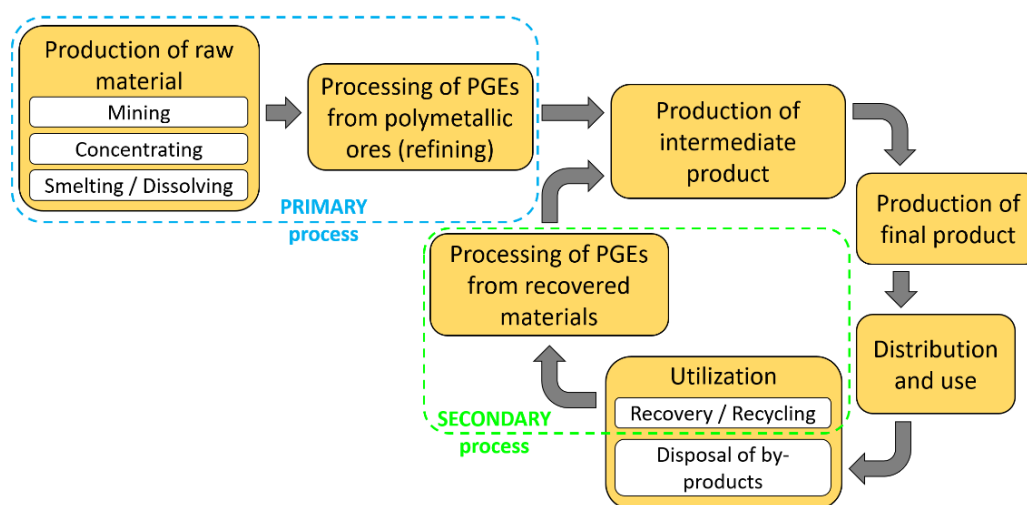 Production of raw
material
Mining
Concentrating
Smelting / Dissolving
Processing of PGEs
from polymetallic
ores (refining)
PRIMARY
process
Production of
intermediate
product
Production of
final product
Distribution
and use
Utilization
Recovery / Recycling
Disposal of by-
products
Processing of PGEs
from recovered
materials
SECONDARY
process